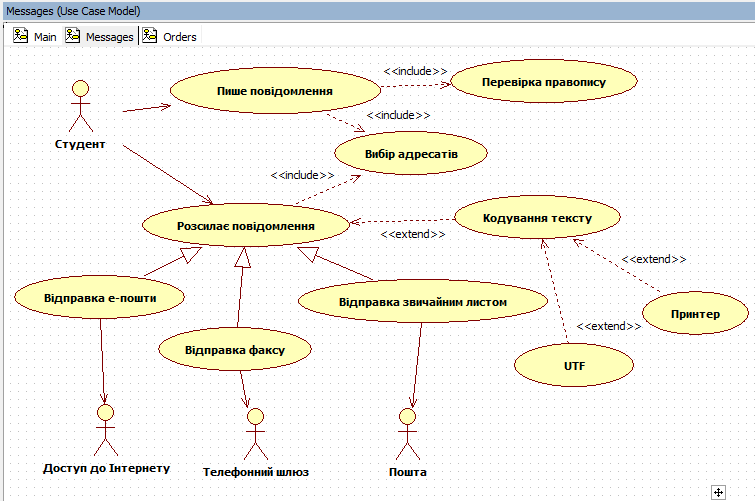 Messages (Use Case Model)
Main Messages Orders
<<include>>
Пише повідомлення
Перевірка правопису
<<include>>
Студент
Вибір адресатів
<<include>>
Розсилає повідомлення
Кодування тексту
<<extend>>
<<extend>>
Відправка е-пошти
Відправка звичайним листом
Принтер
<<extend>>
Відправка факсу
UTF
Доступ до Інтернету
Телефонний шлюз
Пошта